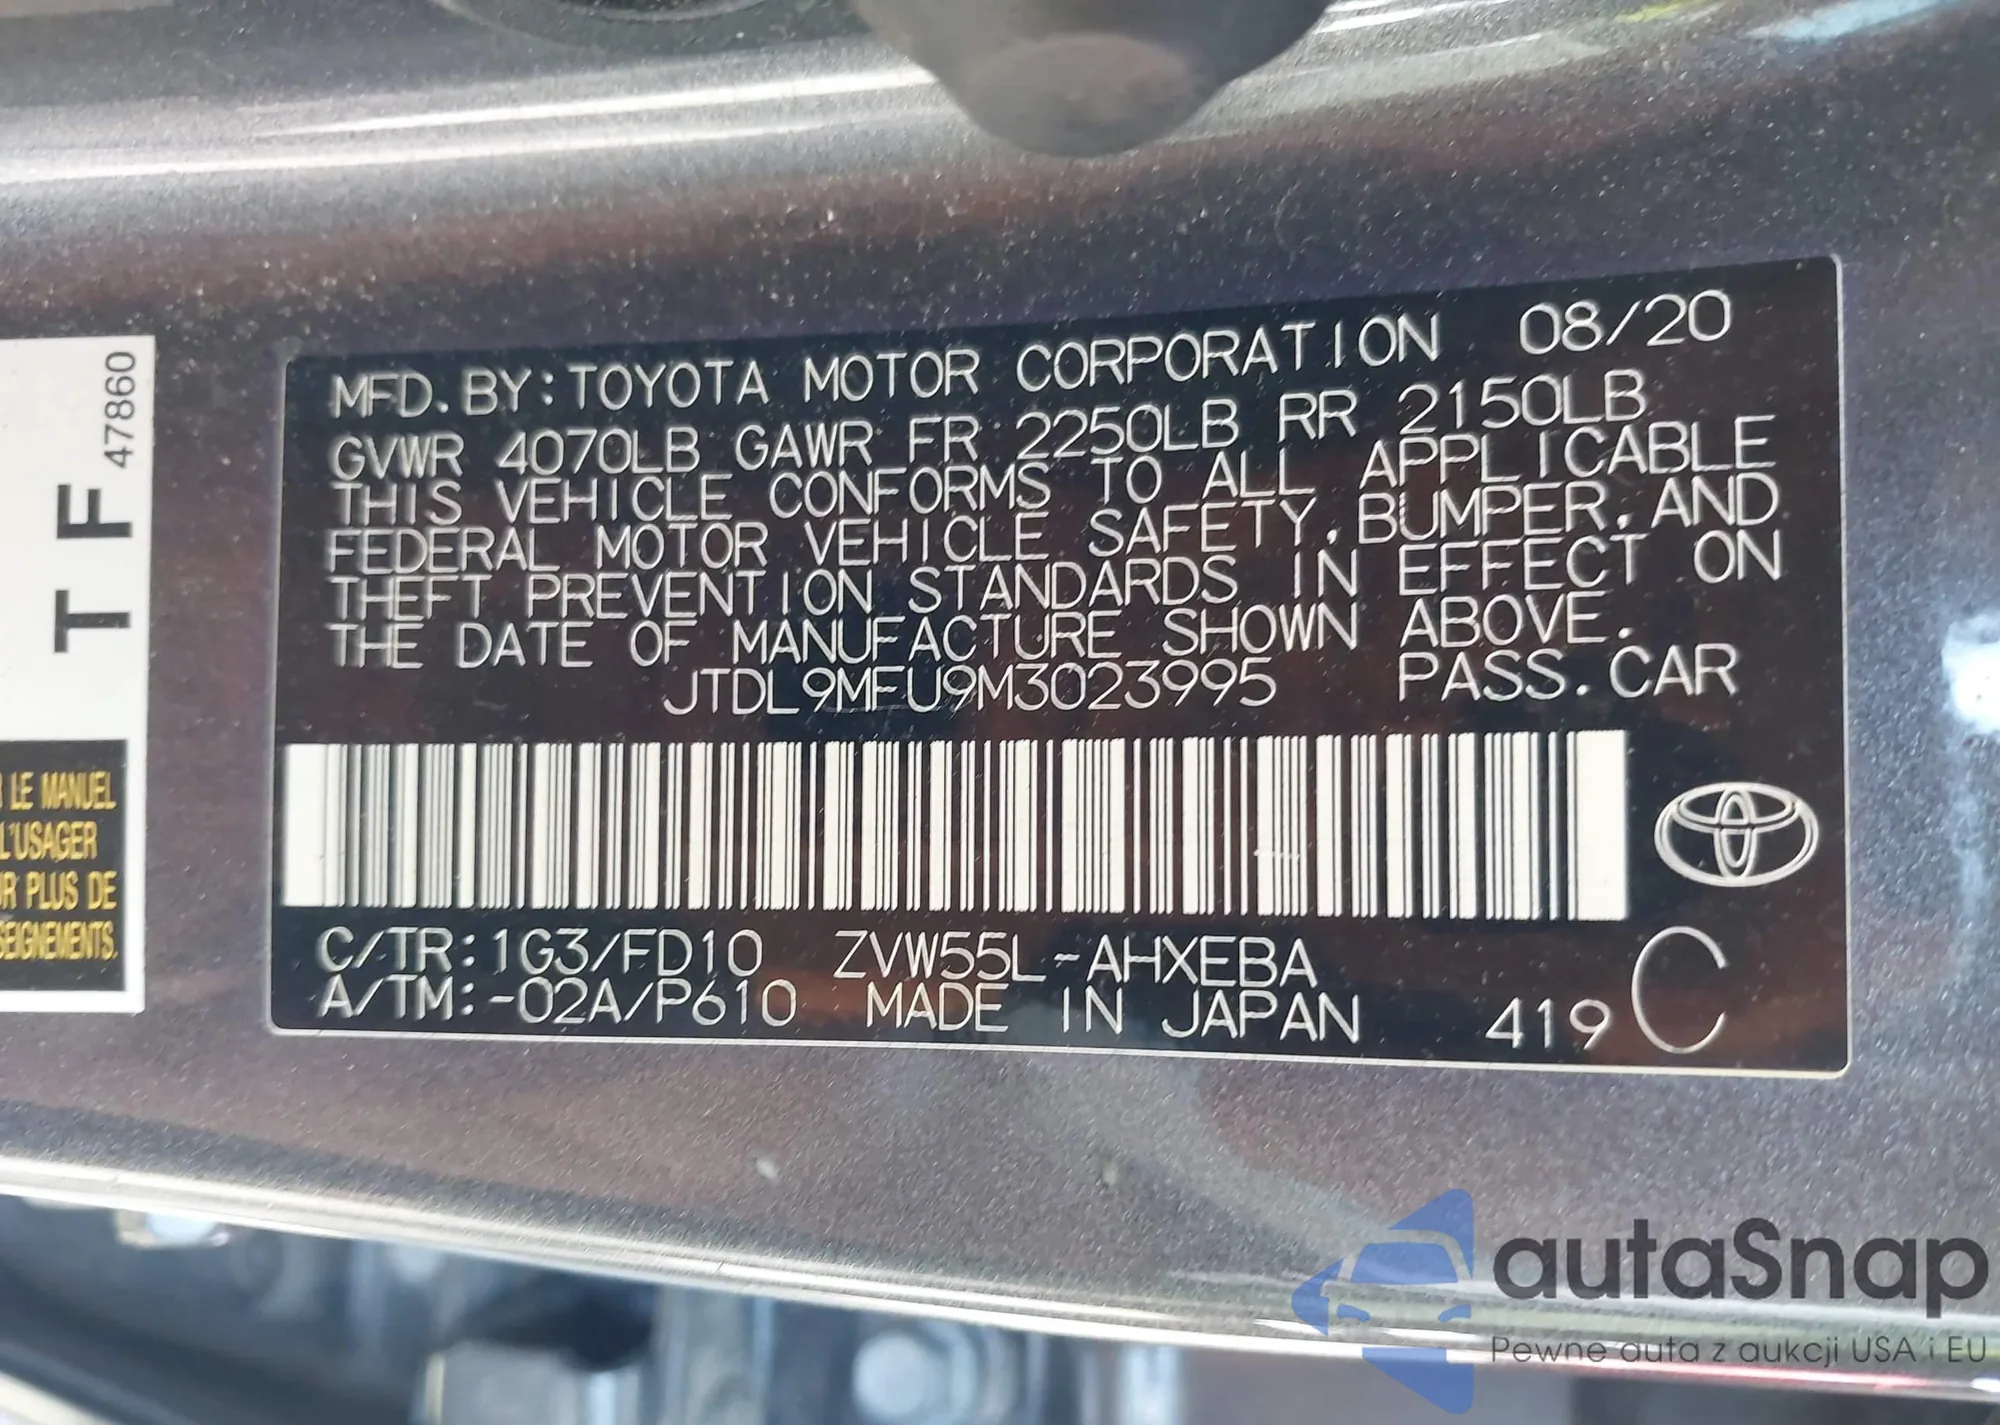 47860
T F
LE MANUEL
L'USAGER
PLUS DE
MFD. BY: TOYOTA MOTOR CORPORATION 08/20
GVWR 4070LB GAWR FR 2250LB RR 2150LB
THIS VEHICLE CONFORMS TO ALL APPLICABLE
FEDERAL MOTOR VEHICLE SAFETY, BUMPER, AND
THEFT PREVENTION STANDARDS IN EFFECT ON
THE DATE OF MANUFACTURE SHOWN ABOVE.
JTDL9MFU9M3023995 PASS. CAR
C/TR: 1G3/FD10 ZVW55L-AHXEBA
A/TM: -02A/P610 MADE IN JAPAN 419 C
autaSnap
Pewne auta z aukcji USA i EU